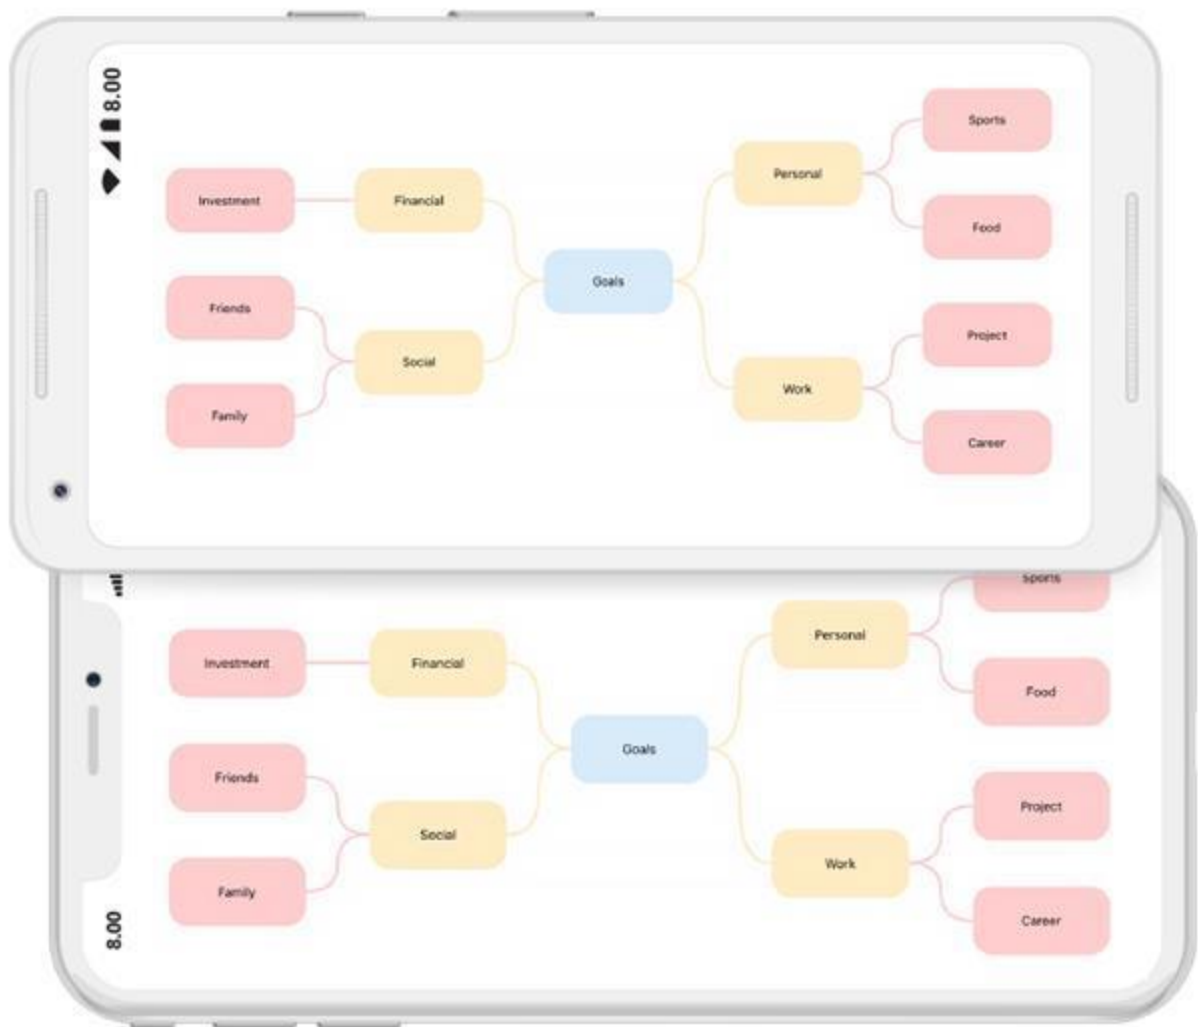 8.00
Sports
Personal
Investment
Financial
Food
Goals
Friends
Project
Social
Work
Family
Career
Sports
Personal
Investment
Financial
Food
Goals
Friends
Project
Social
Work
Family
Career
8.00